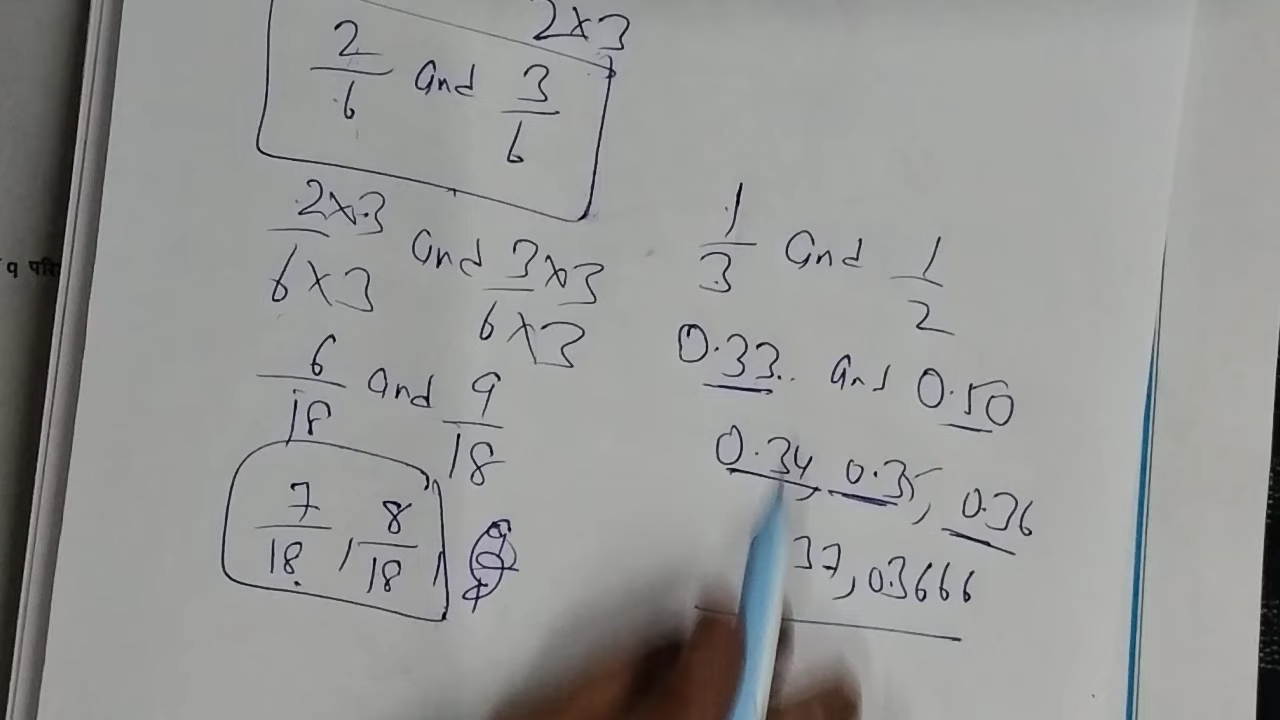 2×3
2/6 and 3/6
2×3/6×3 and 3×3/6×3
6/18 and 9/18
7/18, 8/18,
1/3 and 1/2
0.33.. and 0.50
0.34, 0.35, 0.36
37, 0.3666
१ परि